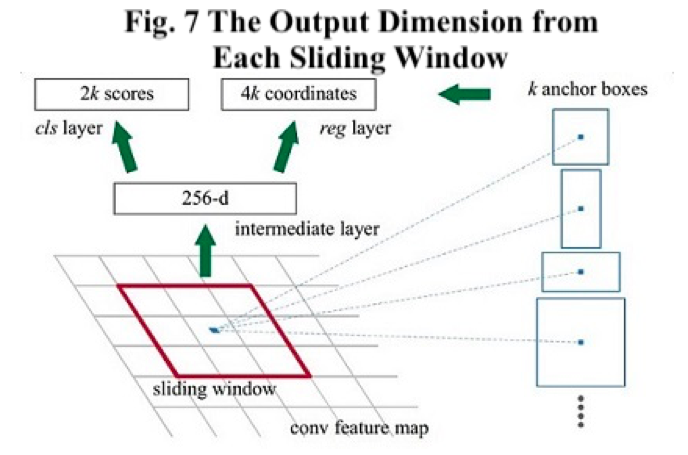 Fig. 7 The Output Dimension from
Each Sliding Window
2k scores
4k coordinates
k anchor boxes
cls layer
reg layer
256-d
intermediate layer
sliding window
conv feature map